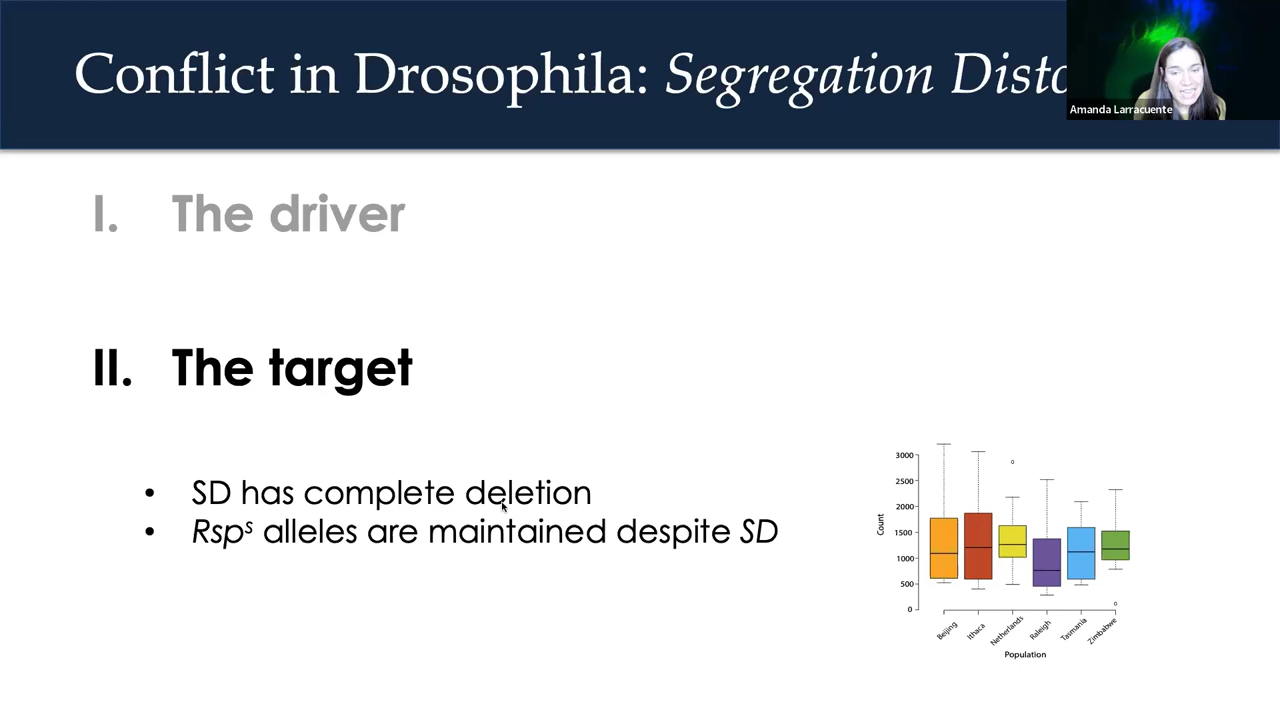 Conflict in Drosophila: Segregation Disto
Amanda Larracuente
I. The driver
II. The target
• SD has complete deletion
• Rspˢ alleles are maintained despite SD
3000
2500
2000
1500
1000
500
0
Count
Beijing
Ithaca
Netherlands
Raleigh
Tasmania
Zimbabwe
Population